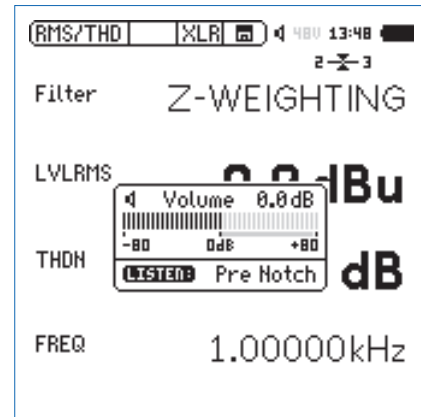 RMS/THD XLR 48V 13:48
2 3
Filter Z-WEIGHTING
LVLRMS dBu
Volume 0.0dB
-80 0dB +80
THDN dB
LISTEN: Pre Notch
FREQ 1.00000kHz